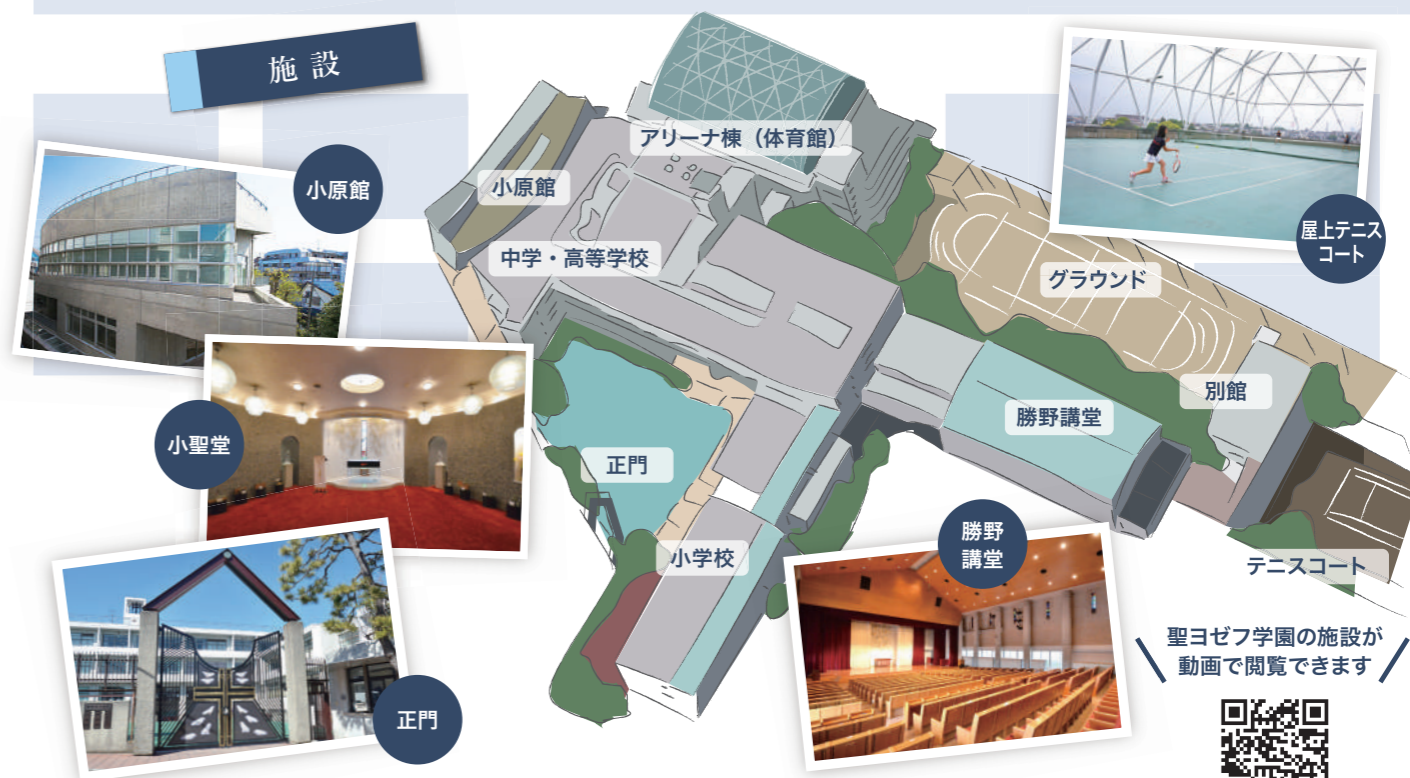 施設
小原館
小聖堂
正門
アリーナ棟（体育館）
小原館
中学・高等学校
グラウンド
別館
勝野講堂
正門
小学校
テニスコート
屋上テニス
コート
勝野
講堂
聖ヨゼフ学園の施設が
動画で閲覧できます